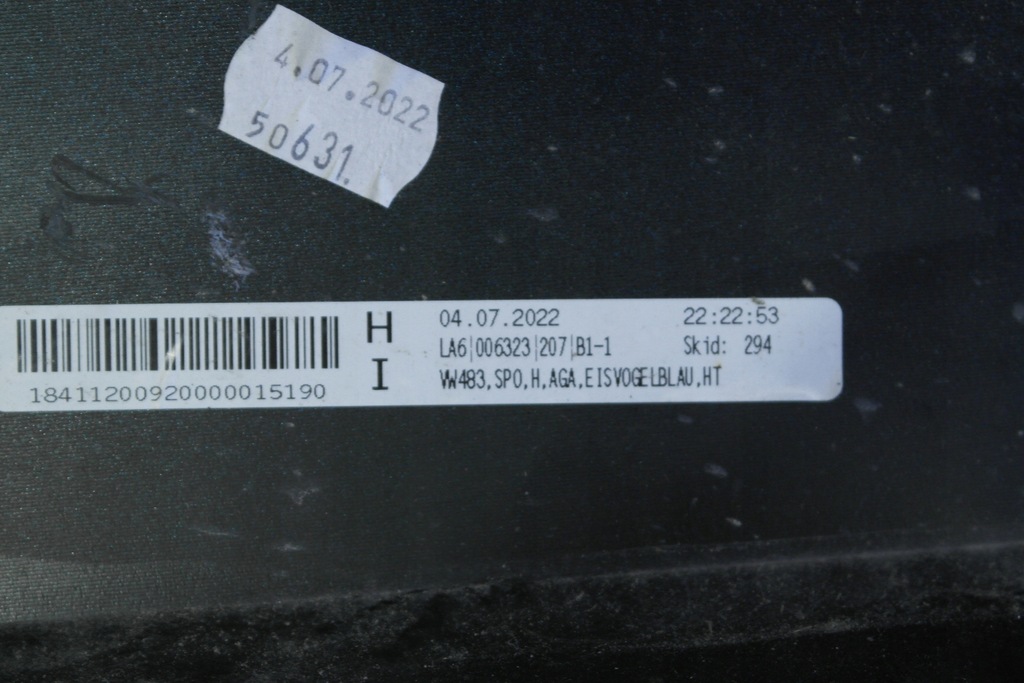 4.07.2022
50631.
H
I
04.07.2022 22:22:53
LA6|006323|207|B1-1 Skid: 294
VW483,SPO,H,AGA,EISVOGELBLAU,HT
18411200920000015190